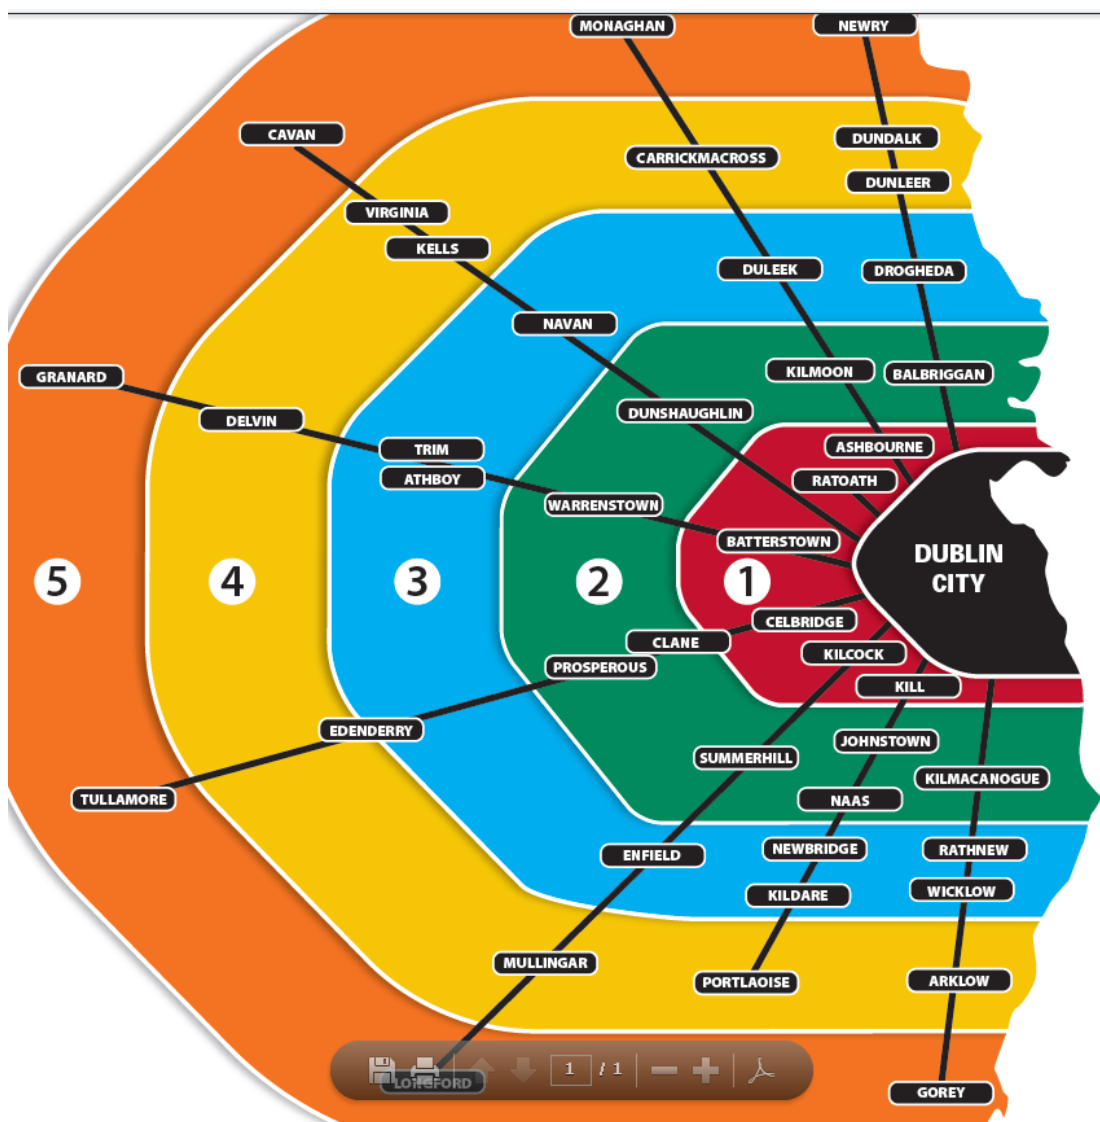 MONAGHAN
NEWRY
CAVAN
CARRICKMACROSS
DUNDALK
DUNLEER
VIRGINIA
KELLS
DULEEK
DROGHEDA
NAVAN
GRANARD
KILMOON
BALBRIGGAN
DELVIN
DUNSHAUGHLIN
TRIM
ATHBOY
ASHBOURNE
RATOATH
WARRENSTOWN
BATTERSTOWN
DUBLIN
CITY
5
4
3
2
1
CELBRIDGE
CLANE
KILCOCK
PROSPEROUS
KILL
EDENDERRY
JOHNSTOWN
SUMMERHILL
KILMACANOGUE
TULLAMORE
NAAS
ENFIELD
NEWBRIDGE
RATHNEW
KILDARE
WICKLOW
MULLINGAR
PORTLAOISE
ARKLOW
1 / 1
LONGFORD
GOREY